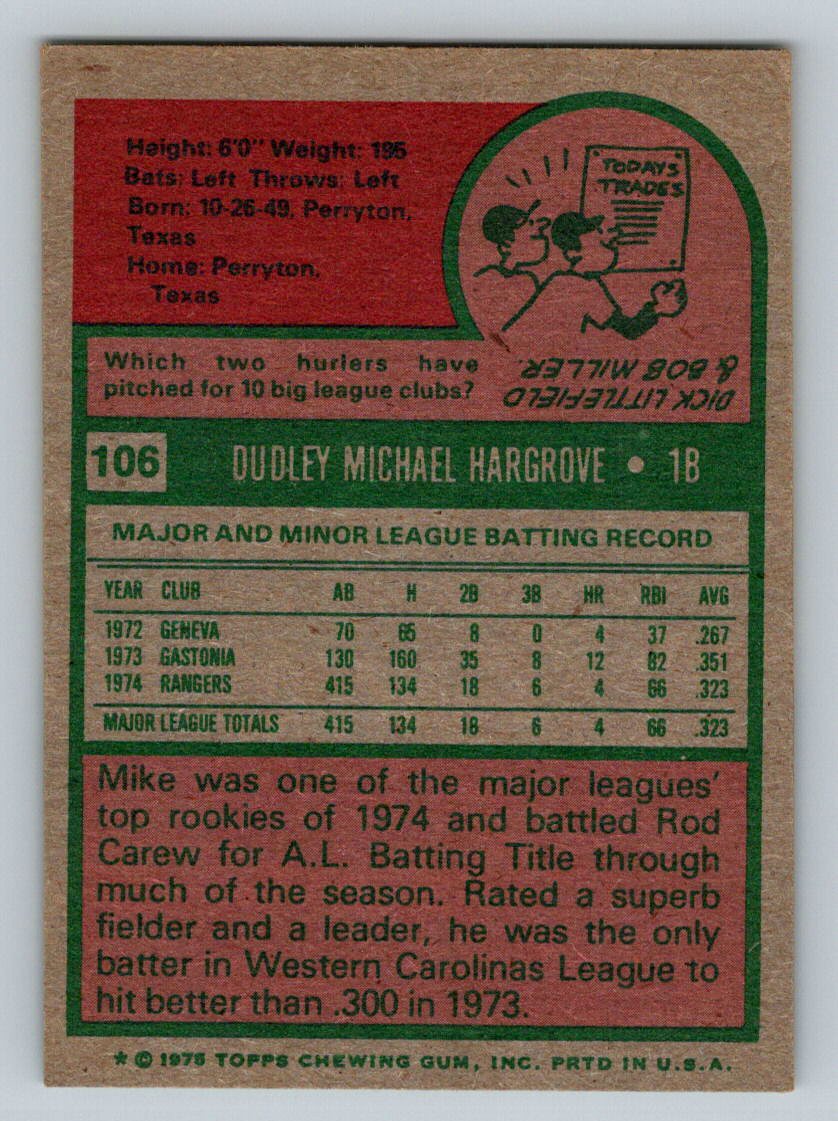 Height: 6'0" Weight: 195
Bats: Left Throws: Left
Born: 10-26-49, Perryton,
Texas
Home: Perryton,
Texas
TODAYS
TRADES
Which two hurlers have
pitched for 10 big league clubs?
DICK LITTLEFIELD
& BOB MILLER.
106 DUDLEY MICHAEL HARGROVE • 1B
MAJOR AND MINOR LEAGUE BATTING RECORD
YEAR CLUB AB H 2B 3B HR RBI AVG
1972 GENEVA 70 65 8 0 4 37 .267
1973 GASTONIA 130 160 35 8 12 82 .351
1974 RANGERS 415 134 18 6 4 66 .323
MAJOR LEAGUE TOTALS 415 134 18 6 4 66 .323
Mike was one of the major leagues'
top rookies of 1974 and battled Rod
Carew for A.L. Batting Title through
much of the season. Rated a superb
fielder and a leader, he was the only
batter in Western Carolinas League to
hit better than .300 in 1973.
* © 1975 TOPPS CHEWING GUM, INC. PRTD IN U.S.A.